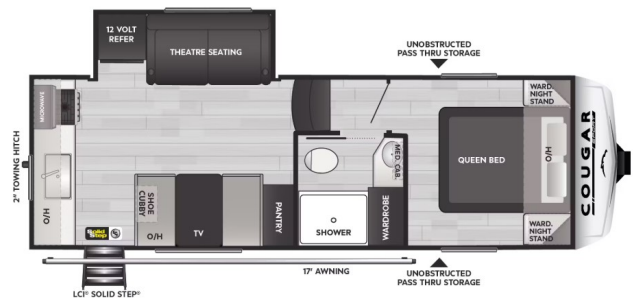 12 VOLT
REFER
THEATRE SEATING
UNOBSTRUCTED
PASS THRU STORAGE
MICROWAVE
WARD.
NIGHT
STAND
2" TOWING HITCH
MED. CAB.
QUEEN BED
O/H
COUGAR
SHOE
CUBBY
PANTRY
WARDROBE
O/H
Solid
Step
O/H
TV
SHOWER
WARD.
NIGHT
STAND
17' AWNING
UNOBSTRUCTED
PASS THRU STORAGE
LCI® SOLID STEP®